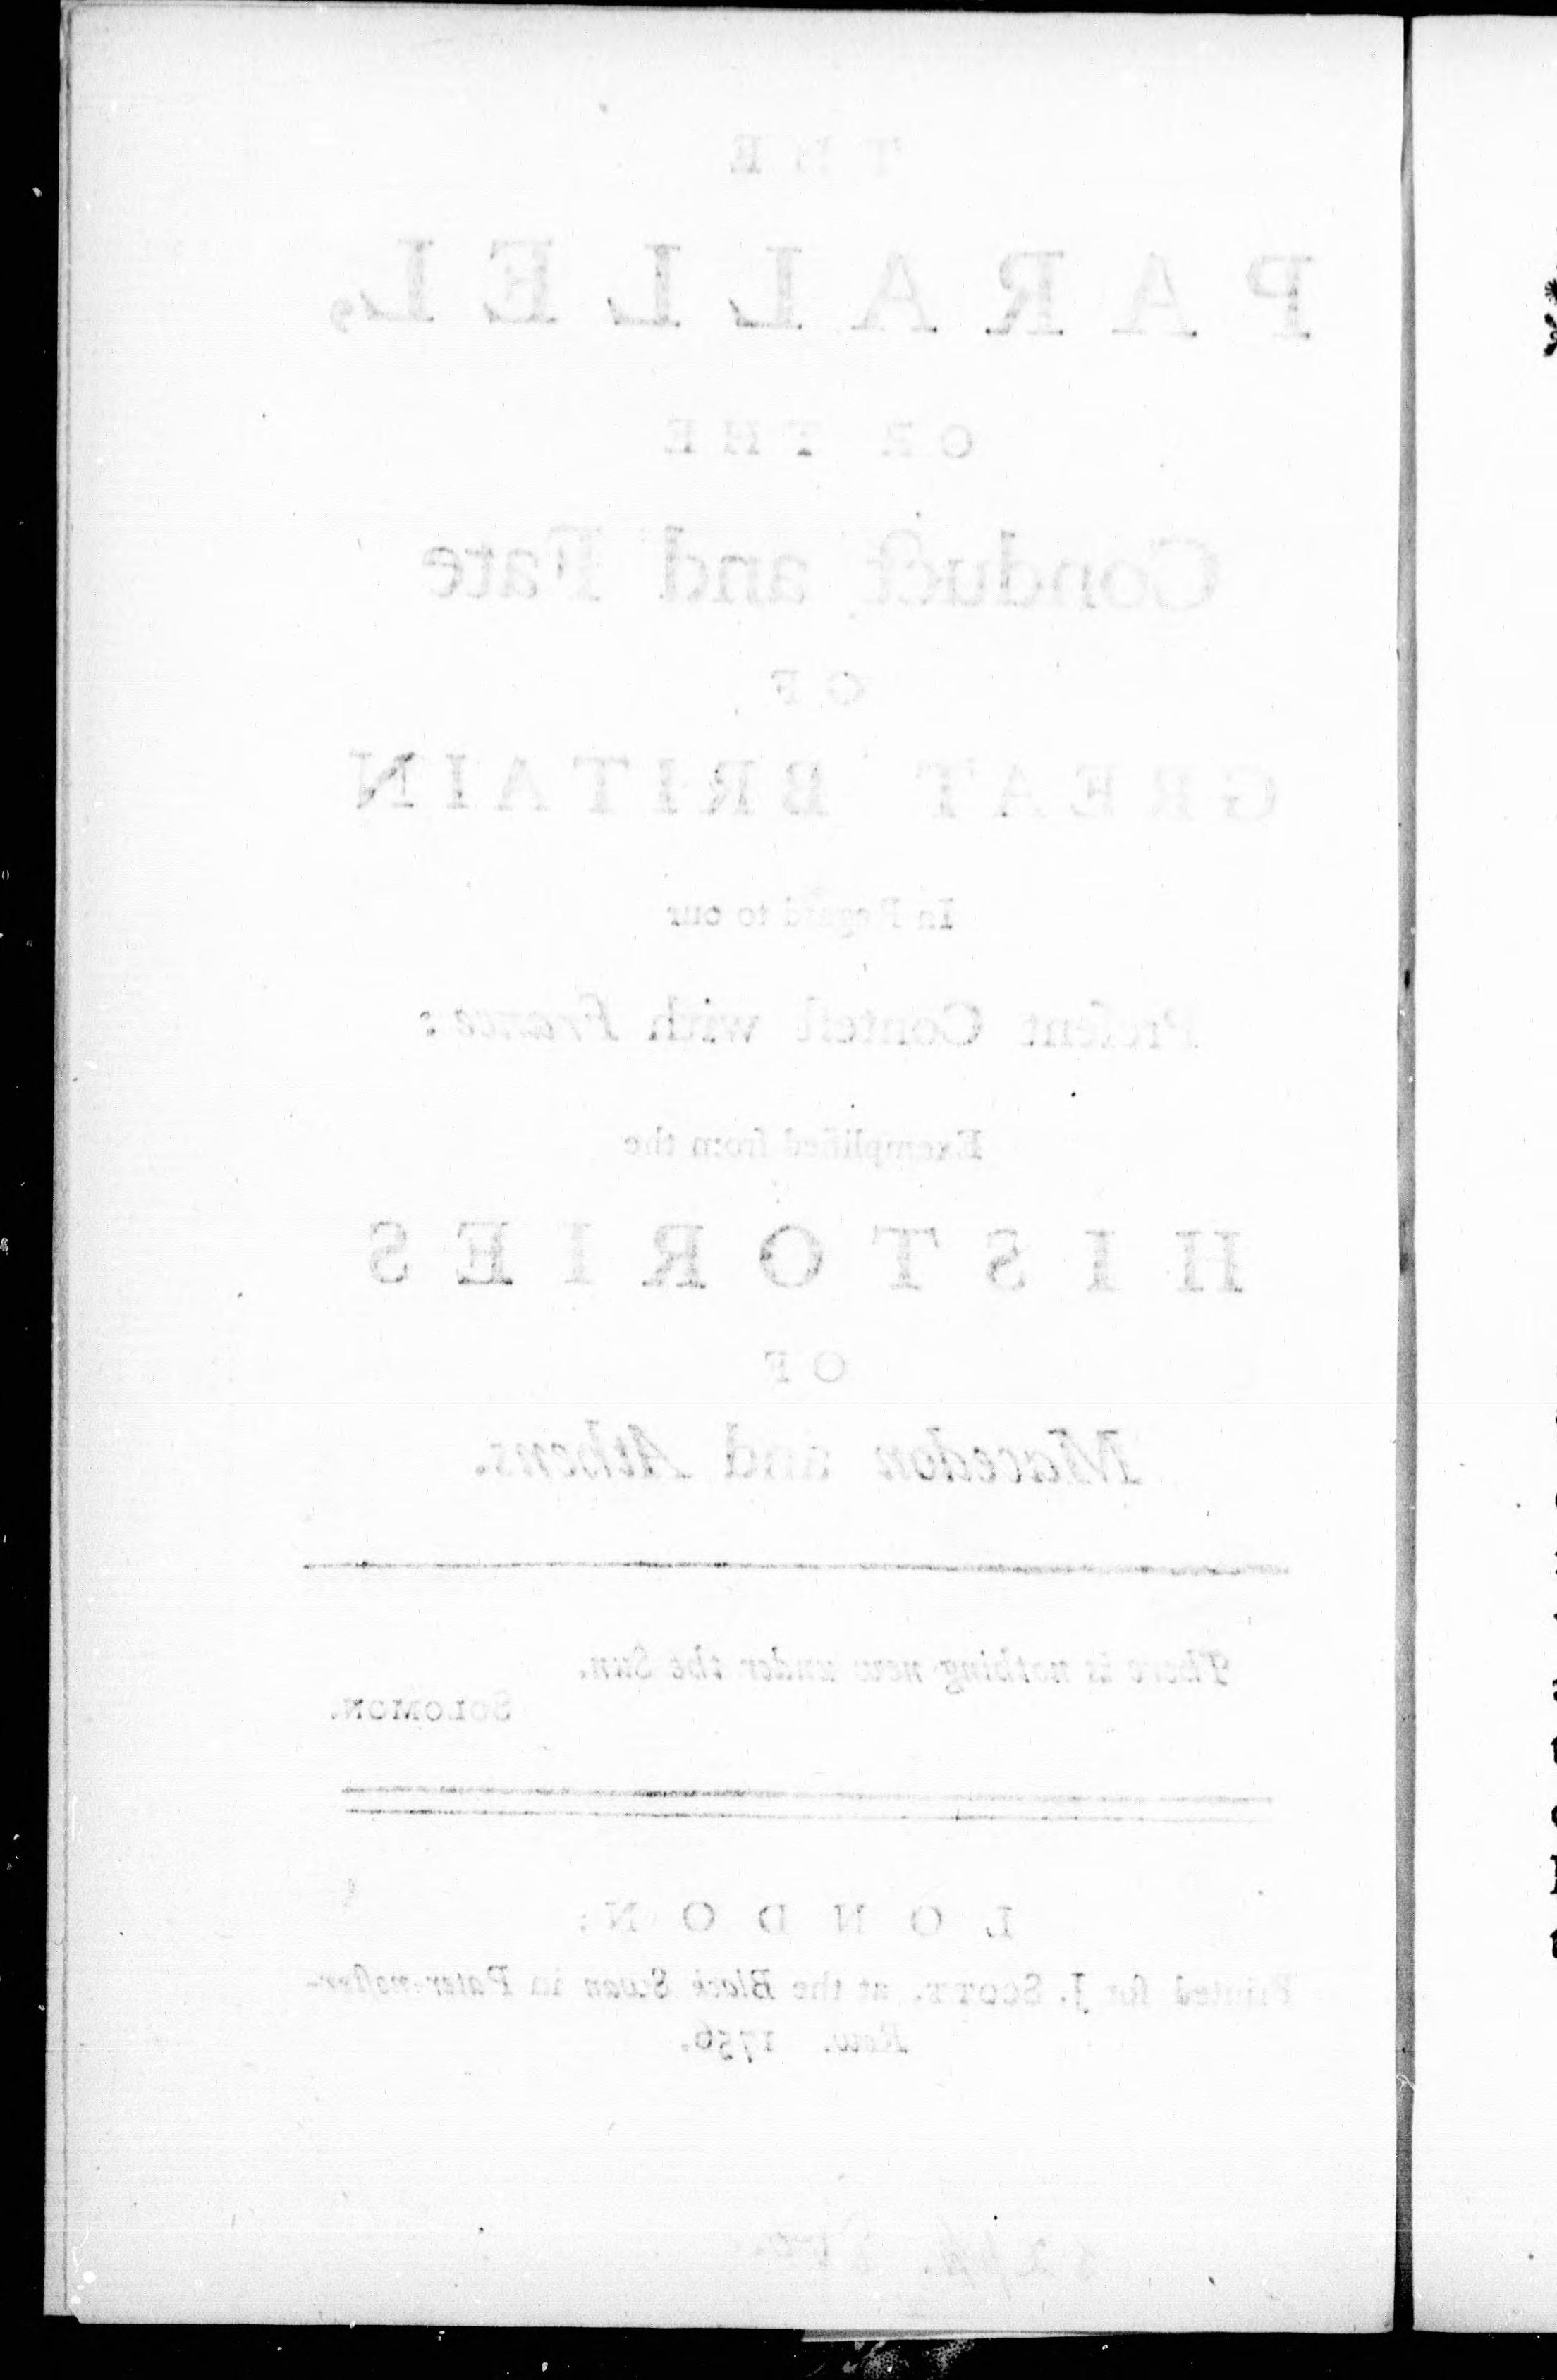 THE
PARALLEL,
OR THE
Conduct and Fate
OF
GREAT BRITAIN
In Regard to our
Preſent Conteſt with France:
Exemplified from the
HISTORIES
OF
Macedon and Athens.
There is nothing new under the Sun.
SOLOMON.
LONDON:
Printed for J. SCOTT, at the Black Swan in Pater-noſter-
Row. 1756.